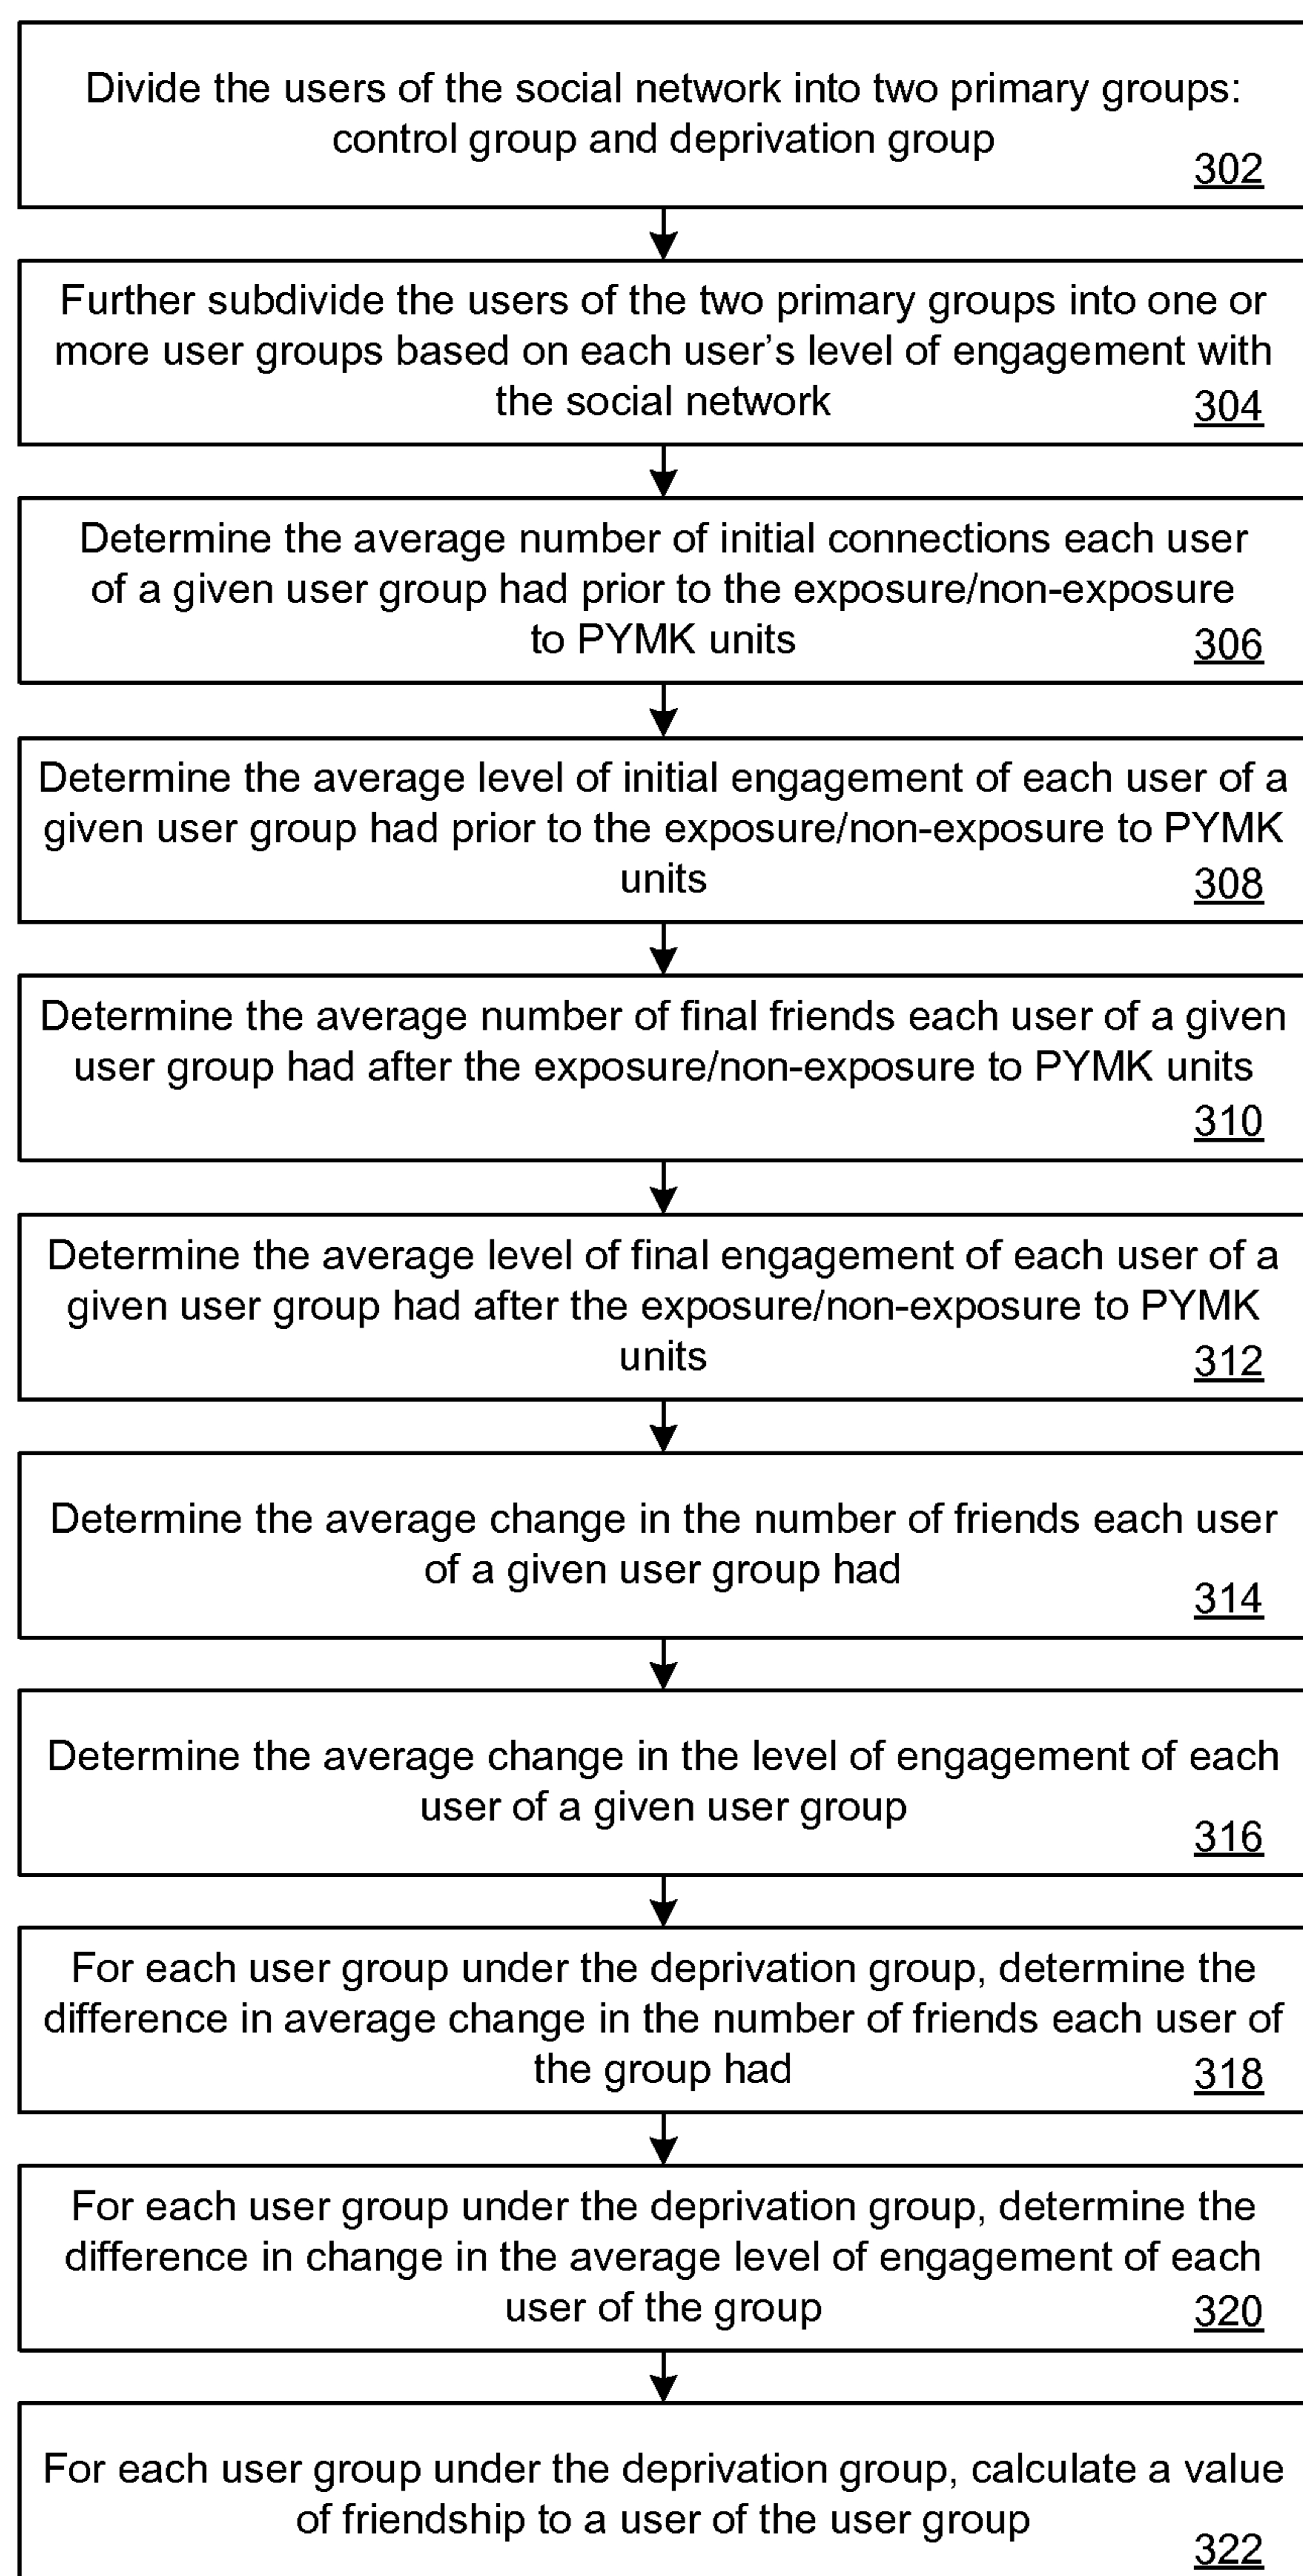 Divide the users of the social network into two primary groups:
control group and deprivation group
302
Further subdivide the users of the two primary groups into one or
more user groups based on each user’s level of engagement with
the social network
304
Determine the average number of initial connections each user
of a given user group had prior to the exposure/non-exposure
to PYMK units
306
Determine the average level of initial engagement of each user of a
given user group had prior to the exposure/non-exposure to PYMK
units
308
Determine the average number of final friends each user of a given
user group had after the exposure/non-exposure to PYMK units
310
Determine the average level of final engagement of each user of a
given user group had after the exposure/non-exposure to PYMK
units
312
Determine the average change in the number of friends each user
of a given user group had
314
Determine the average change in the level of engagement of each
user of a given user group
316
For each user group under the deprivation group, determine the
difference in average change in the number of friends each user of
the group had
318
For each user group under the deprivation group, determine the
difference in change in the average level of engagement of each
user of the group
320
For each user group under the deprivation group, calculate a value
of friendship to a user of the user group
322